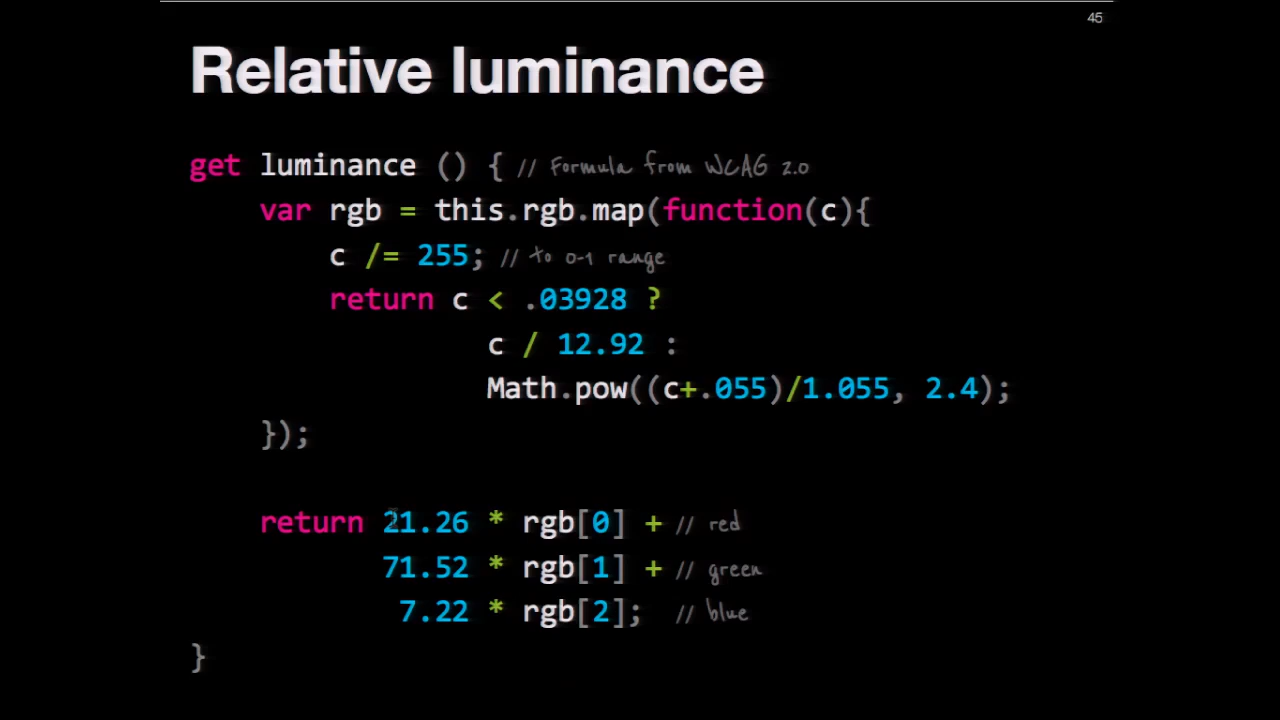 45
Relative luminance
get luminance () { // Formula from WCAG 2.0
var rgb = this.rgb.map(function(c){
c /= 255; // to 0-1 range
return c < .03928 ?
c / 12.92 :
Math.pow((c+.055)/1.055, 2.4);
});
return 21.26 * rgb[0] + // red
71.52 * rgb[1] + // green
7.22 * rgb[2]; // blue
}